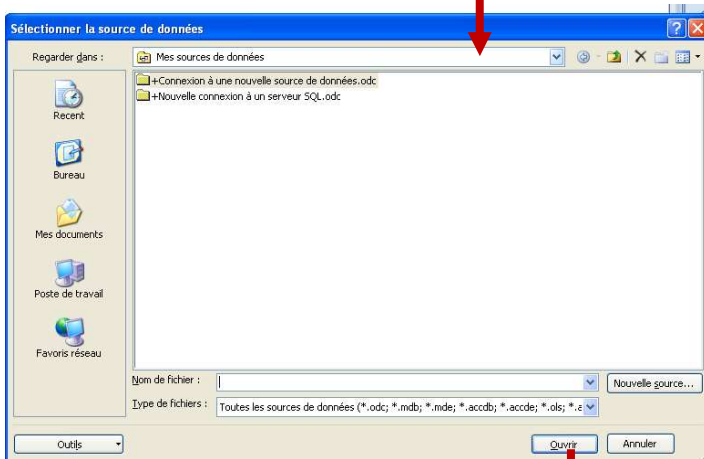 Sélectionner la source de données
Regarder dans :
Mes sources de données
+Connexion à une nouvelle source de données.odc
+Nouvelle connexion à un serveur SQL.odc
Recent
Bureau
Mes documents
Poste de travail
Favoris réseau
Nom de fichier :
Nouvelle source...
Type de fichiers :
Toutes les sources de données (*.odc; *.mdb; *.mde; *.accdb; *.accde; *.ols; *.
Outils
Ouvrir
Annuler